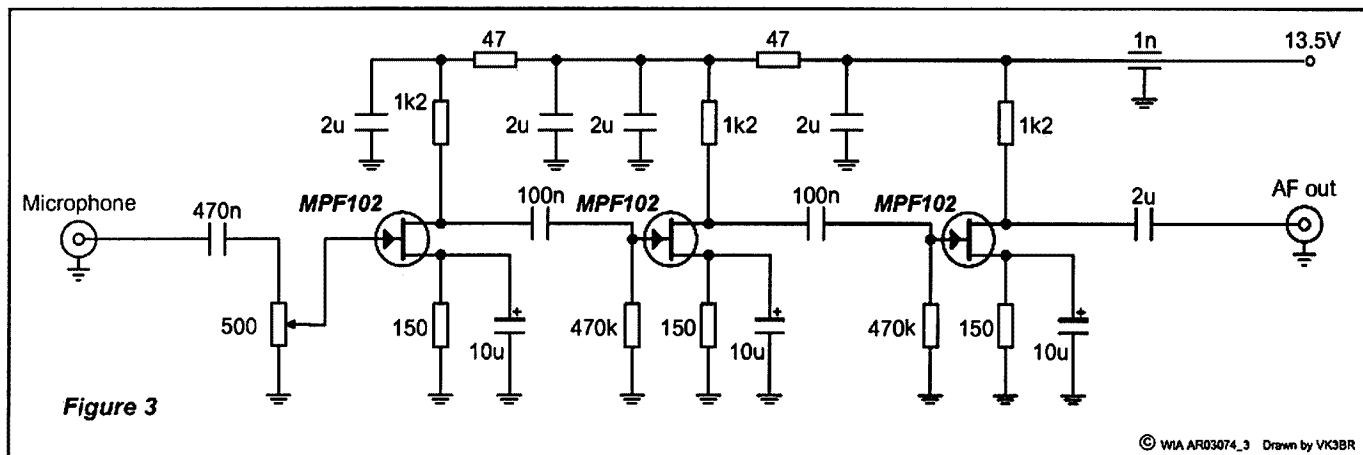 47
47
1n
13.5V
1k2
2u
2u
2u
1k2
2u
1k2
Microphone
470n
MPF102
100n
MPF102
100n
MPF102
2u
AF out
500
150
10u
470k
150
10u
470k
150
10u
Figure 3
© WIA AR03074_3 Drawn by VK3BR